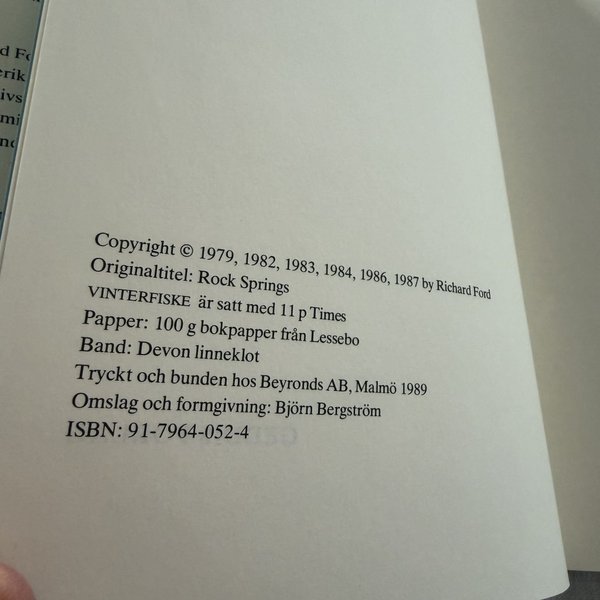 Copyright © 1979, 1982, 1983, 1984, 1986, 1987 by Richard Ford
Originaltitel: Rock Springs
VINTERFISKE är satt med 11 p Times
Papper: 100 g bokpapper från Lessebo
Band: Devon linneklot
Tryckt och bunden hos Beyronds AB, Malmö 1989
Omslag och formgivning: Björn Bergström
ISBN: 91-7964-052-4